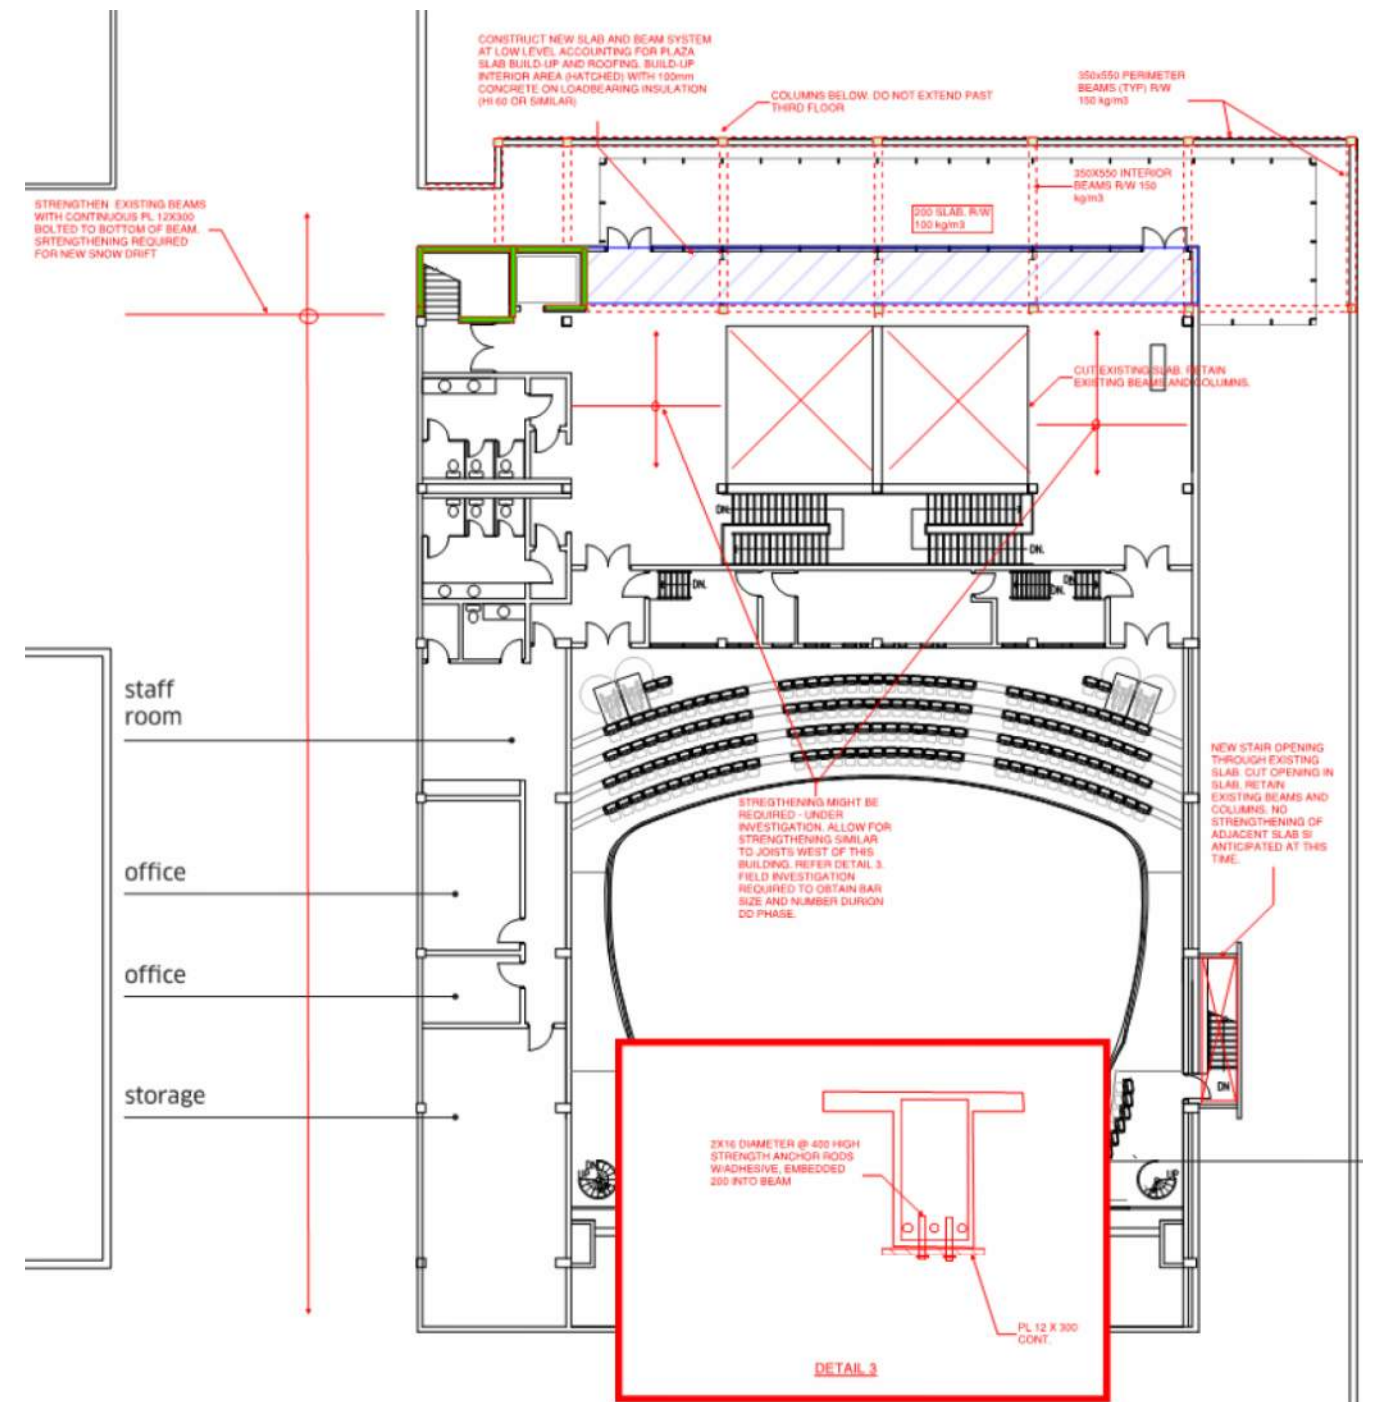 CONSTRUCT NEW SLAB AND BEAM SYSTEM
AT LOW LEVEL ACCOUNTING FOR PLAZA
SLAB BUILD-UP AND ROOFING. BUILD-UP
INTERIOR AREA (HATCHED) WITH 100mm
CONCRETE ON LOADBEARING INSULATION
(HI 60 OR SIMILAR)
COLUMNS BELOW. DO NOT EXTEND PAST
THIRD FLOOR
350x550 PERIMETER
BEAMS (TYP) R/W
150 kg/m3
350X550 INTERIOR
BEAMS R/W 150
kg/m3
200 SLAB. R/W
100 kg/m3
STRENGTHEN EXISTING BEAMS
WITH CONTINUOUS PL 12X300
BOLTED TO BOTTOM OF BEAM.
SRTENGTHENING REQUIRED
FOR NEW SNOW DRIFT
CUT EXISTING SLAB. RETAIN
EXISTING BEAMS AND COLUMNS.
DN.
DN.
DN.
DN.
DN
staff
room
NEW STAIR OPENING
THROUGH EXISTING
SLAB. CUT OPENING IN
SLAB. RETAIN
EXISTING BEAMS AND
COLUMNS. NO
STRENGTHENING OF
ADJACENT SLAB SI
ANTICIPATED AT THIS
TIME.
STREGTHENING MIGHT BE
REQUIRED - UNDER
INVESTIGATION. ALLOW FOR
STRENGTHENING SIMILAR
TO JOISTS WEST OF THIS
BUILDING. REFER DETAIL 3.
FIELD INVESTIGATION
REQUIRED TO OBTAIN BAR
SIZE AND NUMBER DURIGN
DD PHASE.
office
office
storage
DN
2X16 DIAMETER @ 400 HIGH
STRENGTH ANCHOR RODS
W/ADHESIVE, EMBEDDED
200 INTO BEAM
DN
UP
UP
PL 12 X 300
CONT.
DETAIL 3